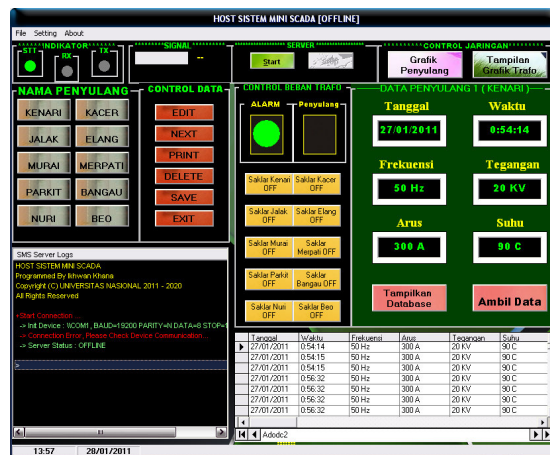 HOST SISTEM MINI SCADA [OFFLINE]
File Setting About
INDIKATOR
STT RX TX
SIGNAL
--
SERVER
Start
CONTROL JARINGAN
Grafik Penyulang
Tampilan Grafik Trafo
NAMA PENYULANG
KENARI KACER
JALAK ELANG
MURAI MERPATI
PARKIT BANGAU
NURI BEO
CONTROL DATA
EDIT
NEXT
PRINT
DELETE
SAVE
EXIT
CONTROL BEBAN TRAFO
ALARM Penyulang
Saklar Kenari OFF
Saklar Kacer OFF
Saklar Jalak OFF
Saklar Elang OFF
Saklar Murai OFF
Saklar Merpati OFF
Saklar Parkit OFF
Saklar Bangau OFF
Saklar Nuri OFF
Saklar Beo OFF
DATA PENYULANG 1 ( KENARI )
Tanggal Waktu
27/01/2011 0:54:14
Frekuensi Tegangan
50 Hz 20 KV
Arus Suhu
300 A 90 C
Tampilkan Database
Ambil Data
SMS Server Logs
HOST SISTEM MINI SCADA
Programmed By Ikhwan Khana
Copyright (C) UNIVERSITAS NASIONAL 2011 - 2020
All Rights Reserved
+Start Connection ...
-> Init Device : \\COM1, BAUD=19200 PARITY=N DATA=8 STOP=1
-> Connection Error, Please Check Device Communication...
-> Server Status : OFFLINE
>
Tanggal Waktu Frekuensi Arus Tegangan Suhu
27/01/2011 0:54:14 50 Hz 300 A 20 KV 90 C
27/01/2011 0:54:15 50 Hz 300 A 20 KV 90 C
27/01/2011 0:54:15 50 Hz 300 A 20 KV 90 C
27/01/2011 0:56:32 50 Hz 300 A 20 KV 90 C
27/01/2011 0:56:32 50 Hz 300 A 20 KV 90 C
27/01/2011 0:56:32 50 Hz 300 A 20 KV 90 C
27/01/2011 0:56:32 50 Hz 300 A 20 KV 90 C
Adodc2
13:57 28/01/2011